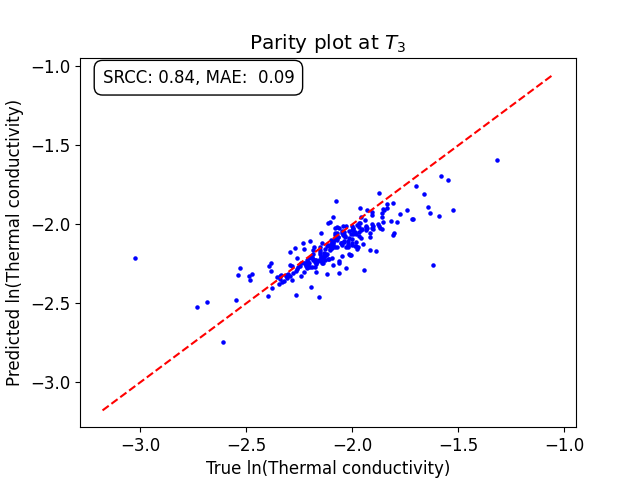 Parity plot at T₃
SRCC: 0.84, MAE:  0.09
Predicted ln(Thermal conductivity)
−1.0
−1.5
−2.0
−2.5
−3.0
−3.0 −2.5 −2.0 −1.5 −1.0
True ln(Thermal conductivity)